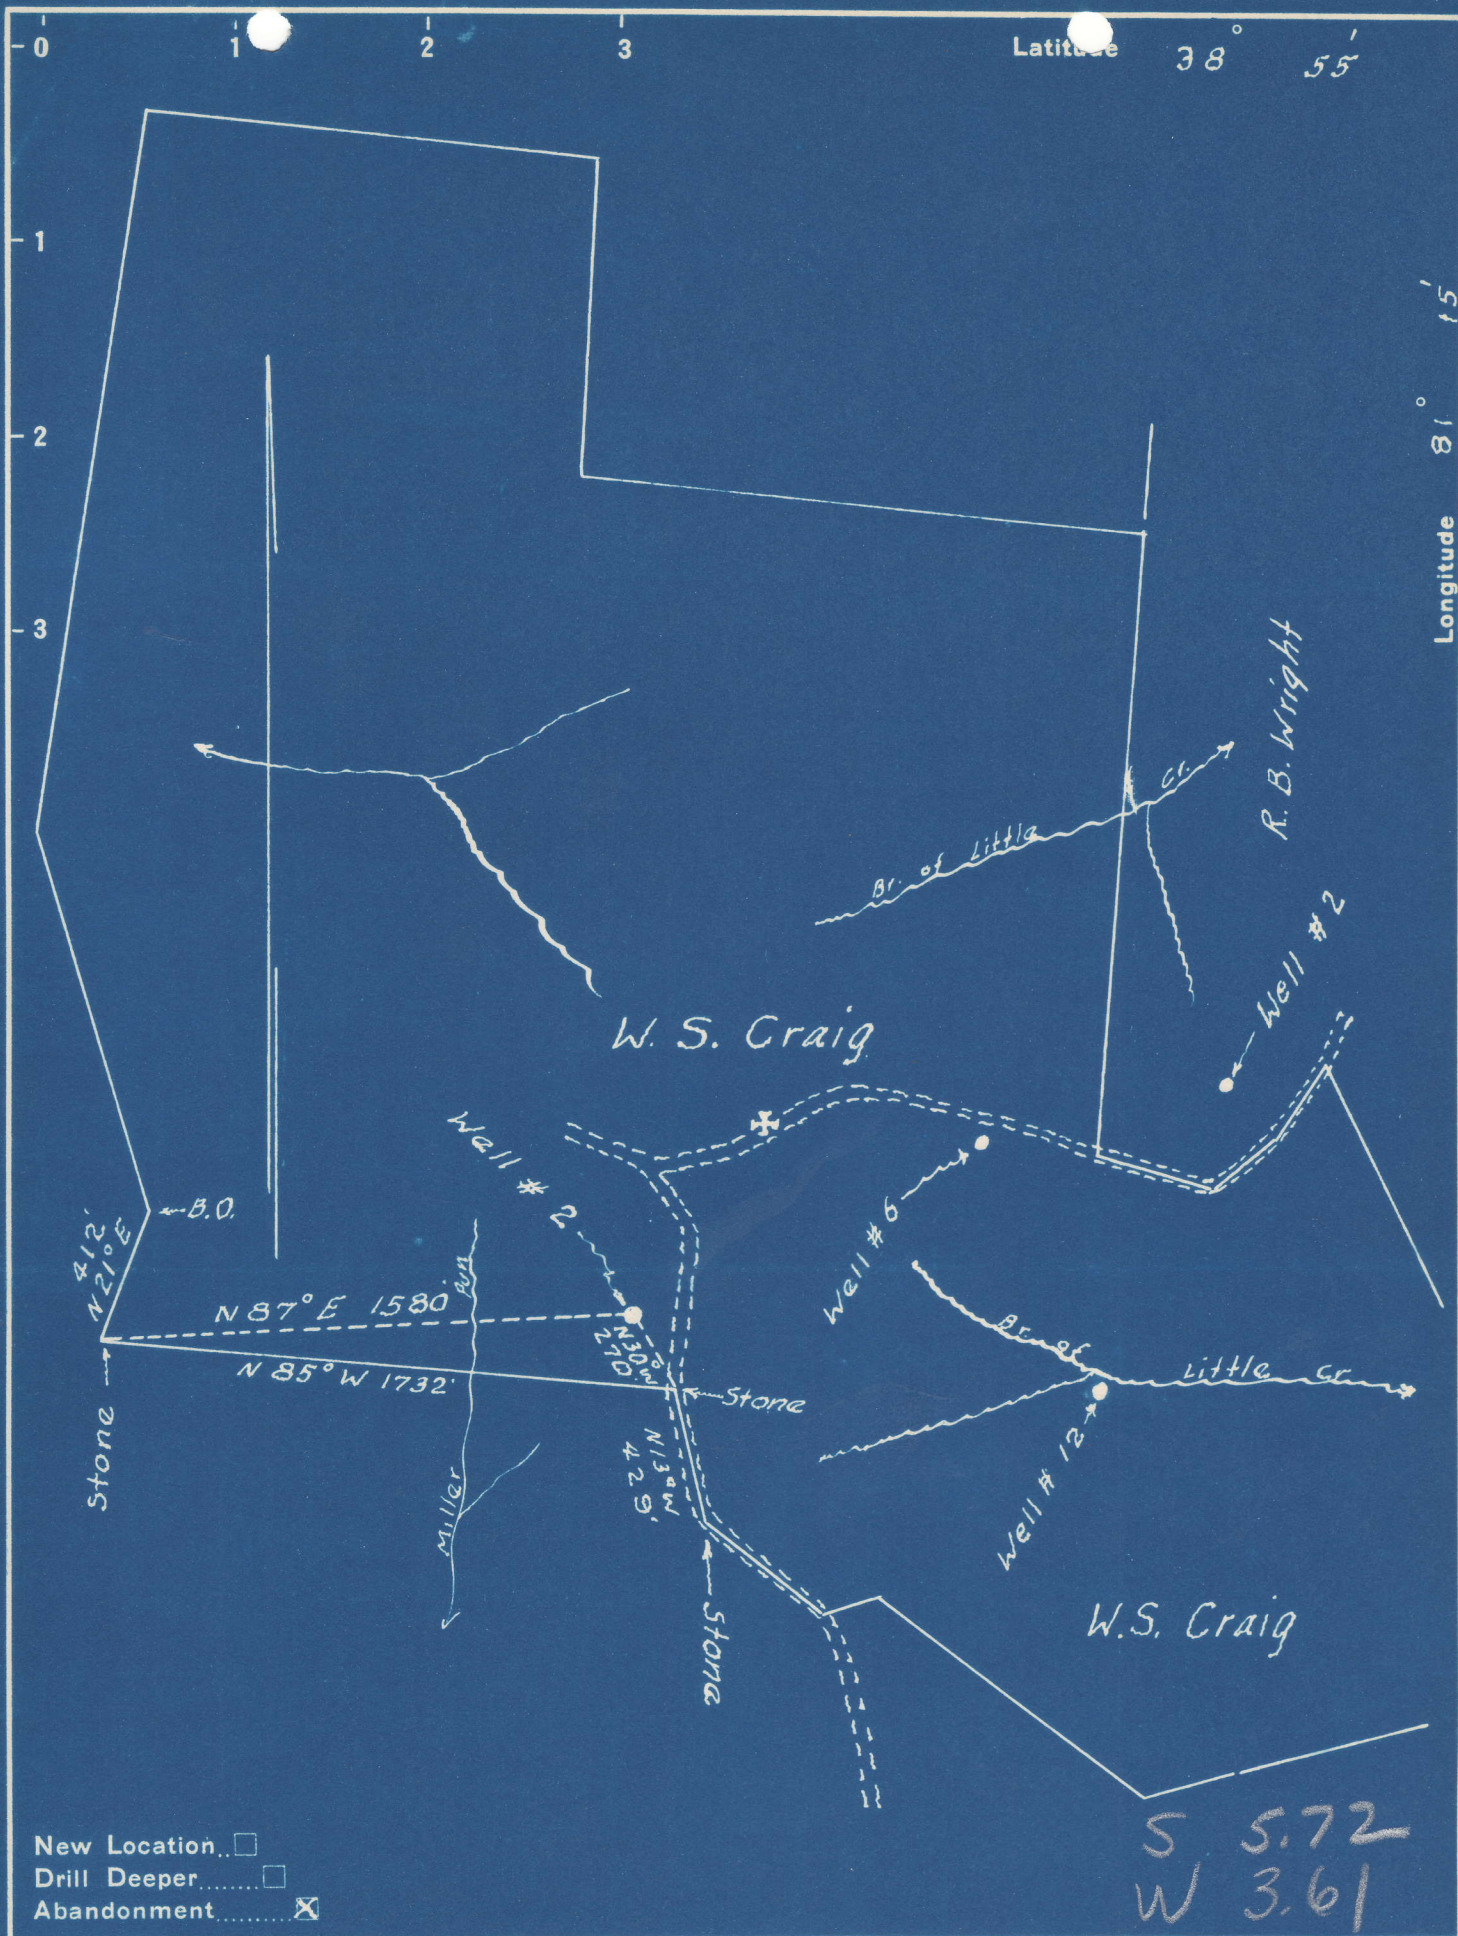 0 1 2 3 Latitude 38° 55'
1
2
3
Longitude 81° 15'
R. B. Wright
Br. of Little Cr.
Well #2
W. S. Craig
Well #2
Well #6
B.O.
412'
N21°E
N 87° E 1580'
N 85° W 1732'
N30°W
270'
Stone
Stone
N13°W
429'
Stone
Miller Run
Br. of Little Cr.
Well # 12
W.S. Craig
New Location
Drill Deeper
Abandonment X
S 5.72
W 3.61